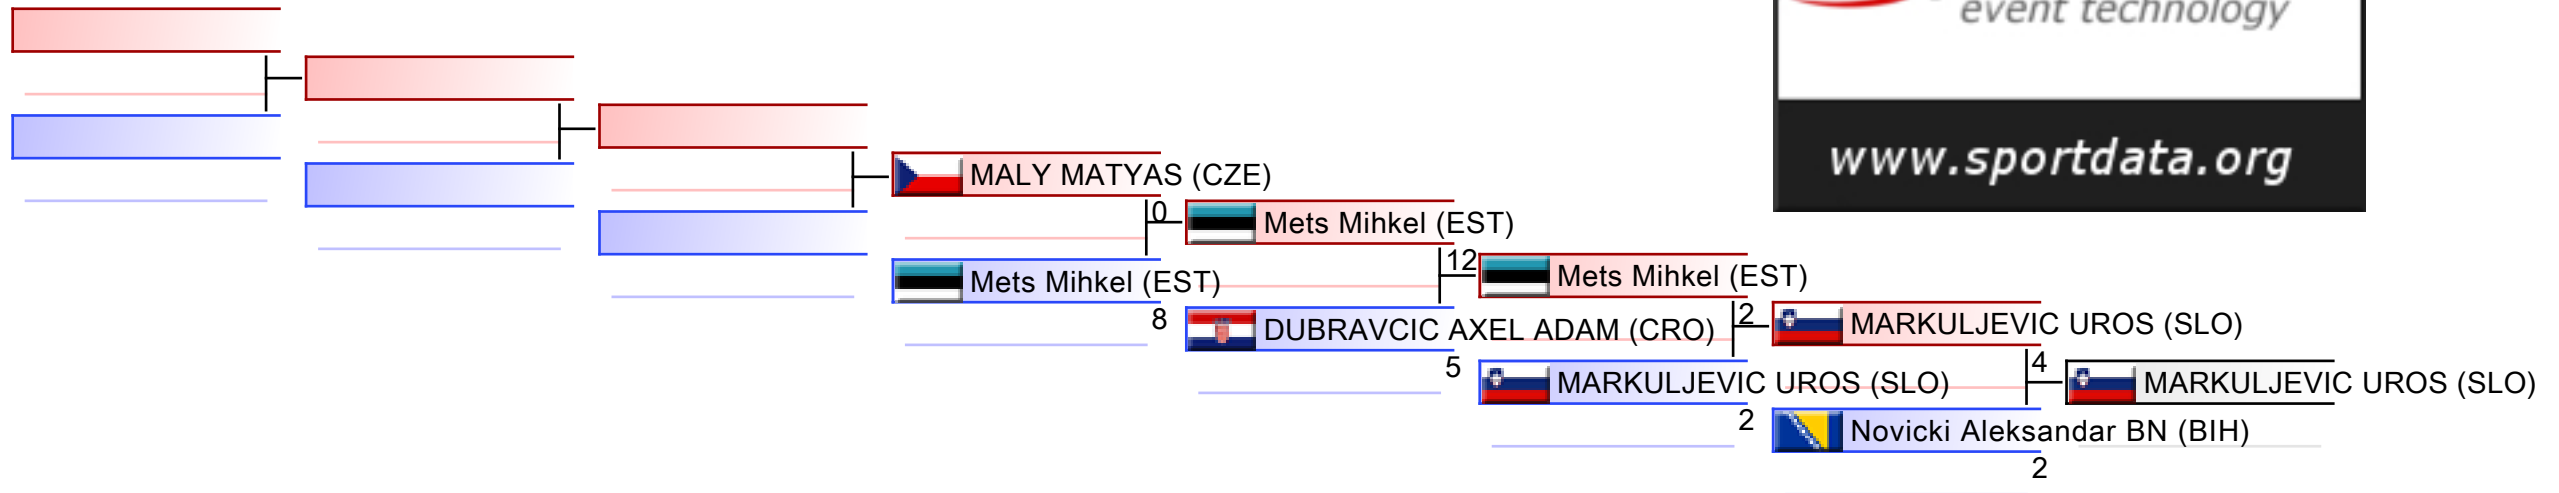 event technology
www.sportdata.org
MALY MATYAS (CZE)
0
Mets Mihkel (EST)
8
Mets Mihkel (EST)
12
DUBRAVCIC AXEL ADAM (CRO)
5
Mets Mihkel (EST)
2
MARKULJEVIC UROS (SLO)
2
MARKULJEVIC UROS (SLO)
4
Novicki Aleksandar BN (BIH)
2
MARKULJEVIC UROS (SLO)